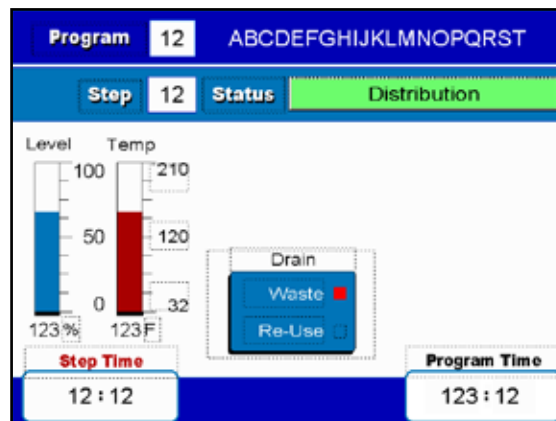 Program 12 ABCDEFGHIJKLMNOPQRST
Step 12 Status Distribution
Level Temp
100 210
50 120
0 32
123% 123F
Drain
Waste
Re-Use
Step Time
12:12
Program Time
123:12